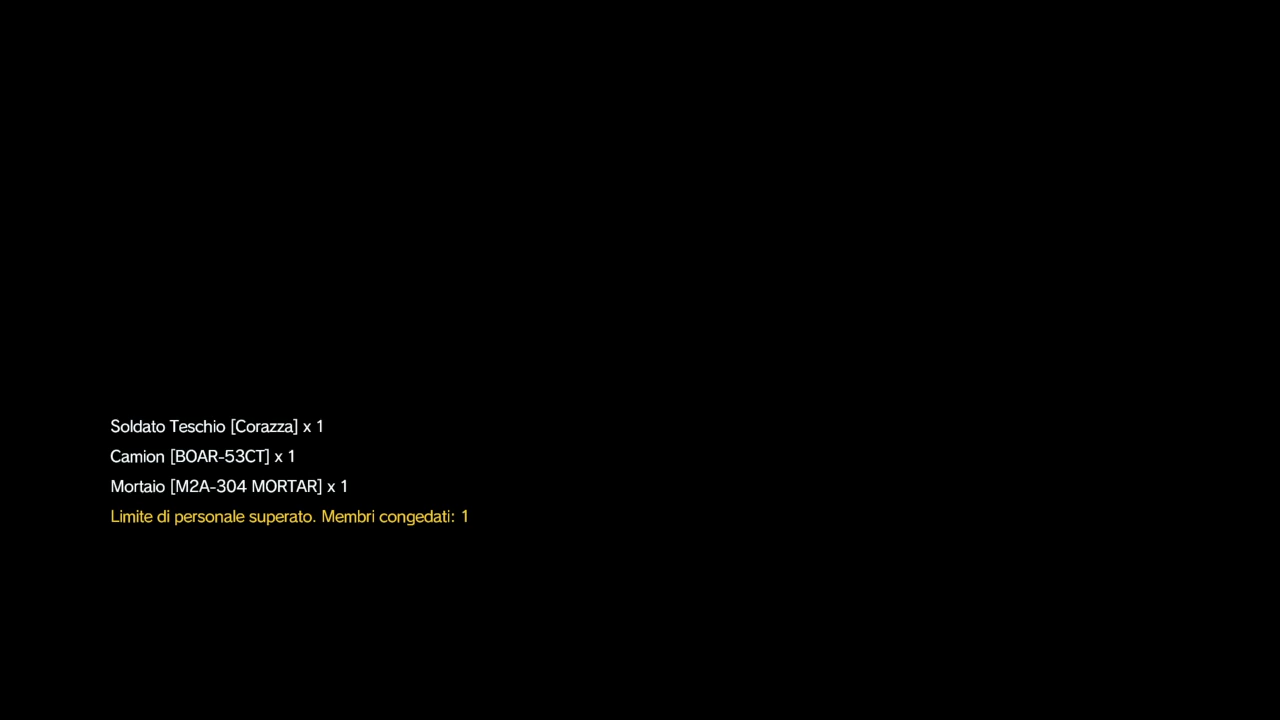 Soldato Teschio [Corazza] x 1
Camion [BOAR-53CT] x 1
Mortaio [M2A-304 MORTAR] x 1
Limite di personale superato. Membri congedati: 1